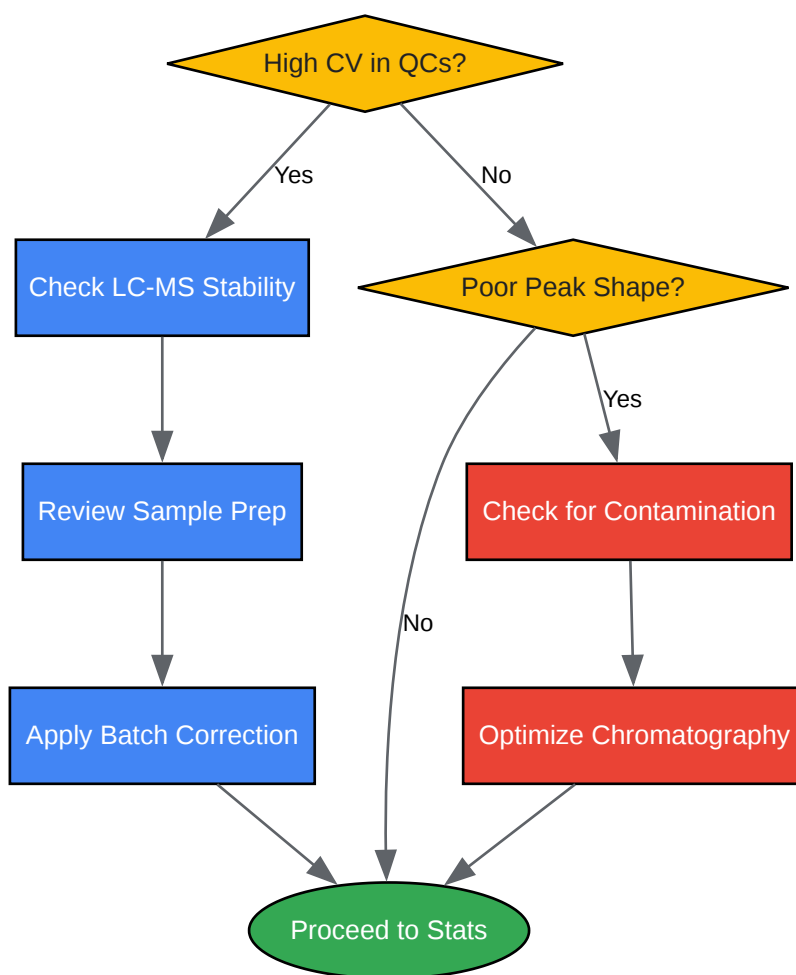 High CV in QCs?
Yes
No
Check LC-MS Stability
Poor Peak Shape?
Yes
Review Sample Prep
Check for Contamination
No
Apply Batch Correction
Optimize Chromatography
Proceed to Stats